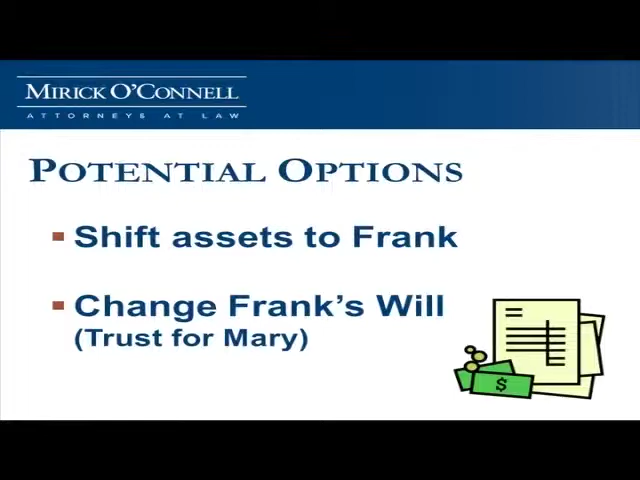 MIRICK O'CONNELL
ATTORNEYS AT LAW
POTENTIAL OPTIONS
Shift assets to Frank
Change Frank's Will
(Trust for Mary)
$